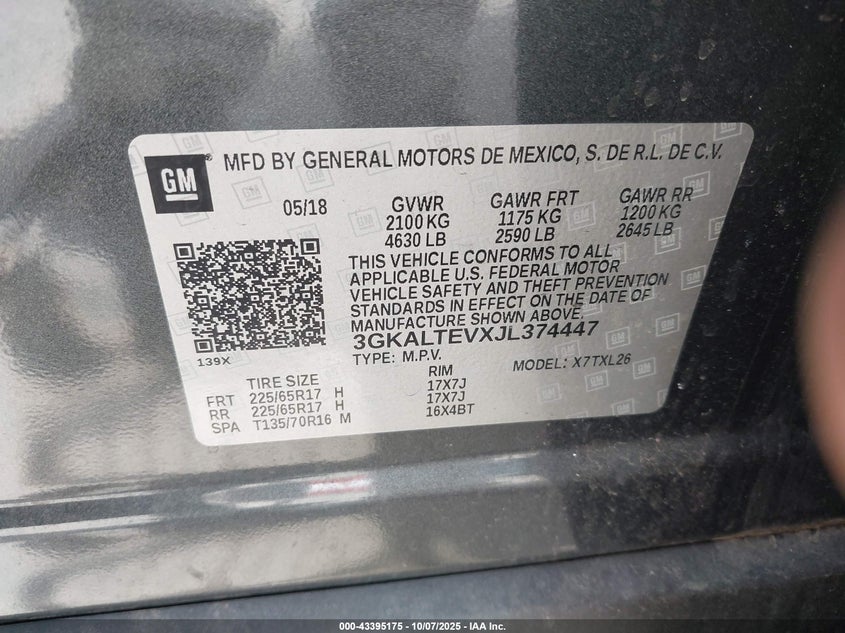 GM
MFD BY GENERAL MOTORS DE MEXICO, S. DE R.L. DE C.V.
05/18 GVWR GAWR FRT GAWR RR
2100 KG 1175 KG 1200 KG
4630 LB 2590 LB 2645 LB
THIS VEHICLE CONFORMS TO ALL
APPLICABLE U.S. FEDERAL MOTOR
VEHICLE SAFETY AND THEFT PREVENTION
STANDARDS IN EFFECT ON THE DATE OF
MANUFACTURE SHOWN ABOVE.
3GKALTEVXJL374447
139X
TYPE: M.P.V. MODEL: X7TXL26
TIRE SIZE RIM
FRT 225/65R17 H 17X7J
RR 225/65R17 H 17X7J
SPA T135/70R16 M 16X4BT
000-43395175 - 10/07/2025 - IAA Inc.